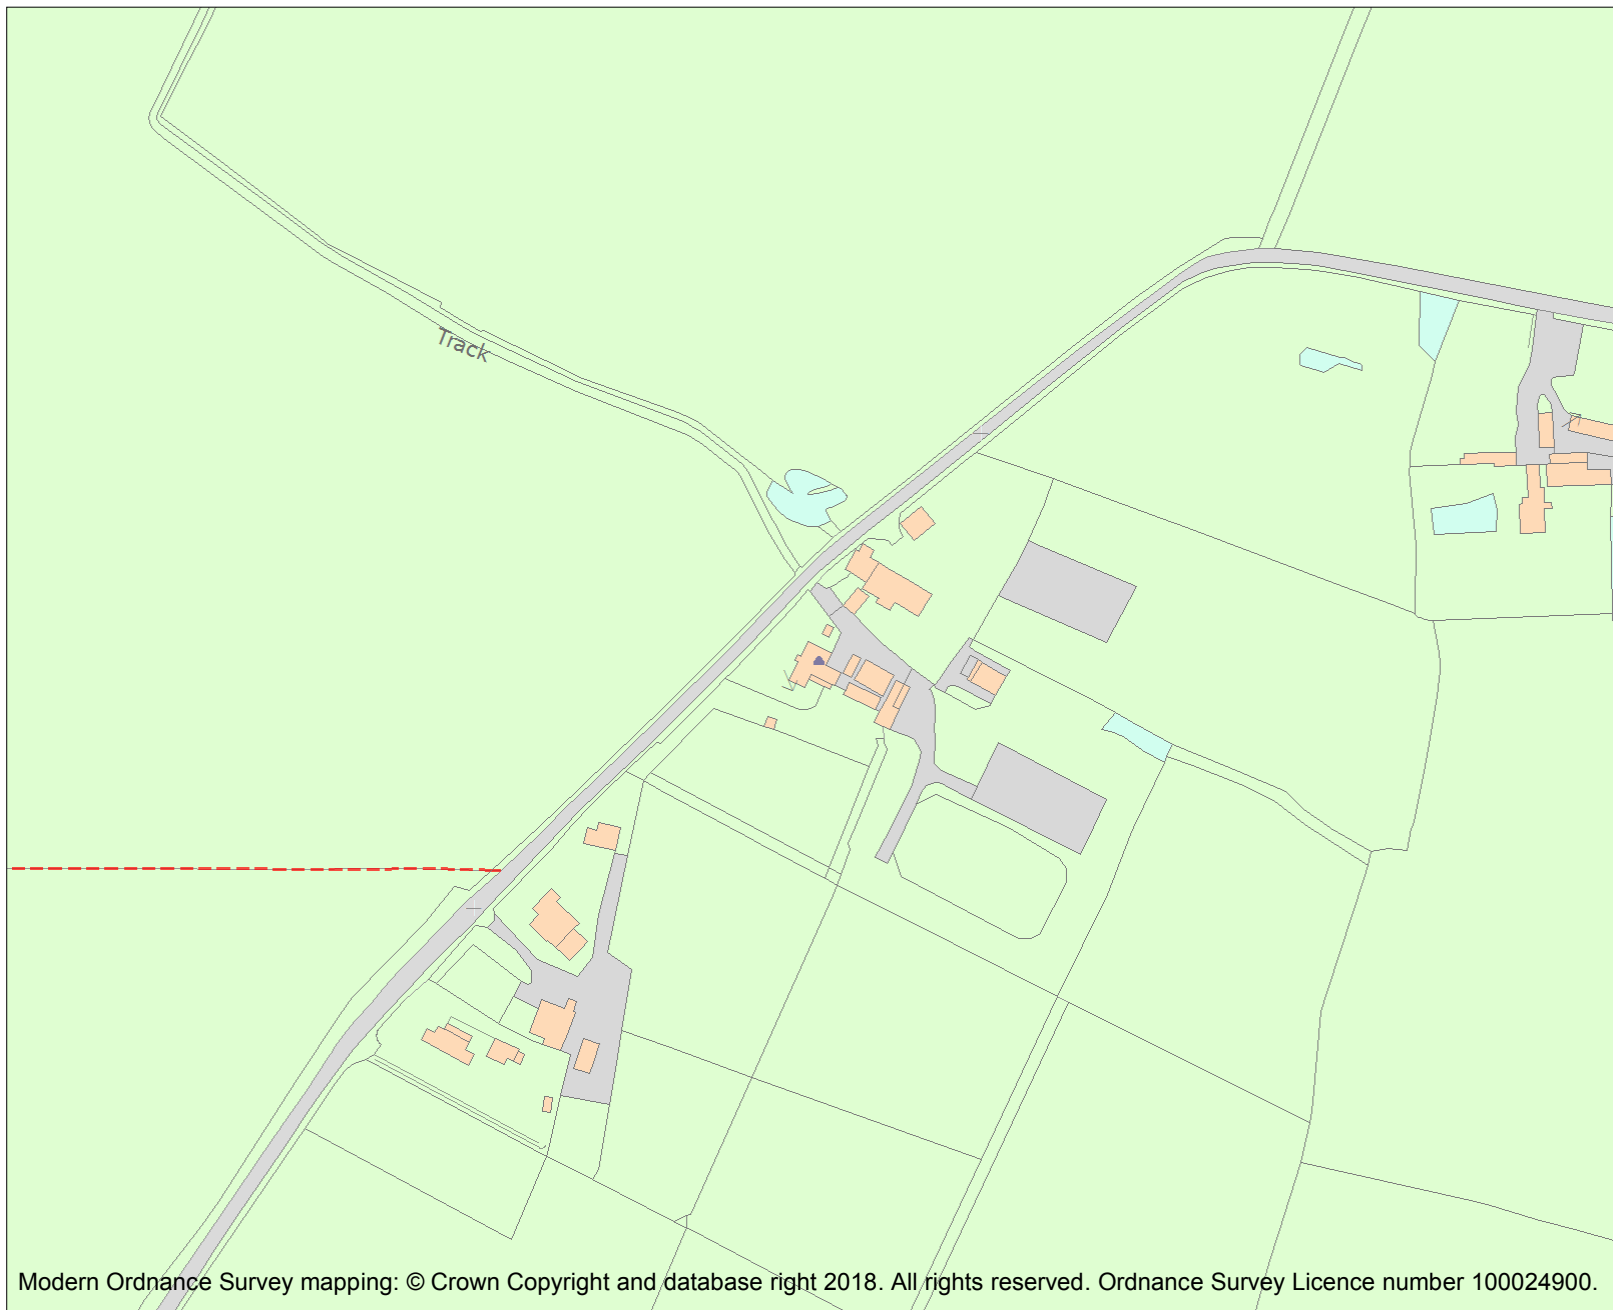 Track
Modern Ordnance Survey mapping: © Crown Copyright and database right 2018. All rights reserved. Ordnance Survey Licence number 100024900.